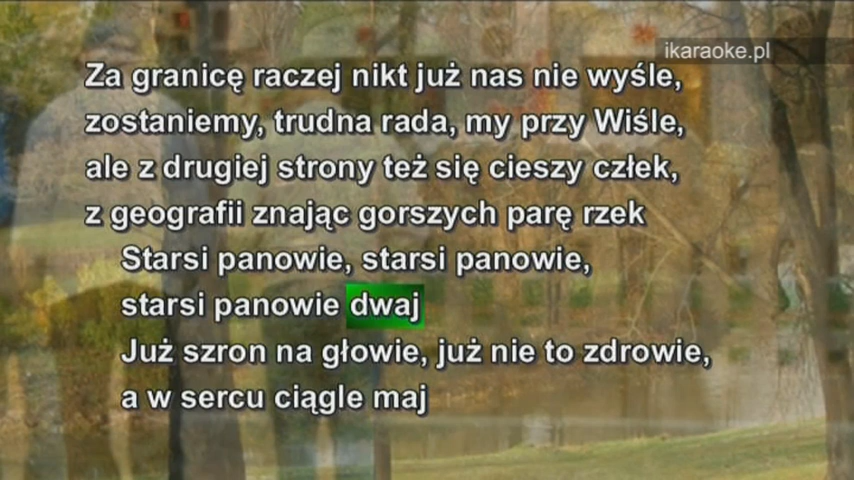 ikaraoke.pl
Za granicę raczej nikt już nas nie wyśle,
zostaniemy, trudna rada, my przy Wiśle,
ale z drugiej strony też się cieszy człek,
z geografii znając gorszych parę rzek
Starsi panowie, starsi panowie,
starsi panowie dwaj
Już szron na głowie, już nie to zdrowie,
a w sercu ciągle maj